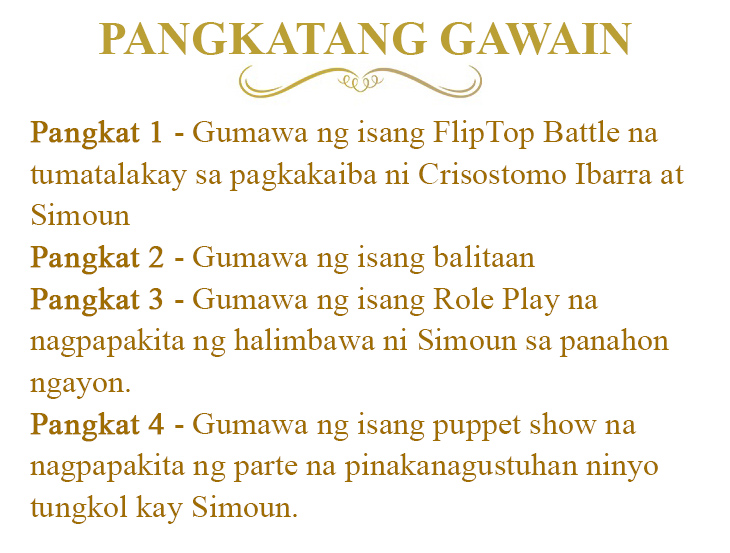 PANGKATANG GAWAIN
Pangkat 1 - Gumawa ng isang FlipTop Battle na
tumatalakay sa pagkakaiba ni Crisostomo Ibarra at
Simoun
Pangkat 2 - Gumawa ng isang balitaan
Pangkat 3 - Gumawa ng isang Role Play na
nagpapakita ng halimbawa ni Simoun sa panahon
ngayon.
Pangkat 4 - Gumawa ng isang puppet show na
nagpapakita ng parte na pinakanagustuhan ninyo
tungkol kay Simoun.